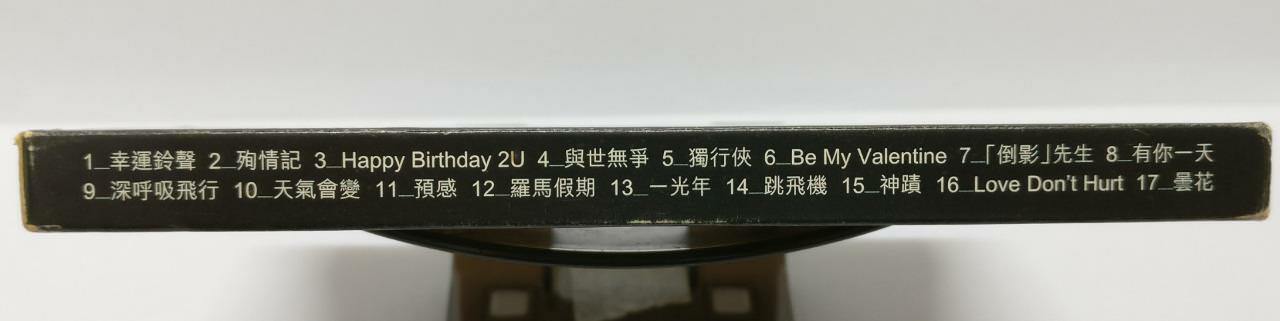 1_幸運鈴聲 2_殉情記 3_Happy Birthday 2U 4_與世無爭 5_獨行俠 6_Be My Valentine 7_「倒影」先生 8_有你一天
9_深呼吸飛行 10_天氣會變 11_預感 12_羅馬假期 13_一光年 14_跳飛機 15_神蹟 16_Love Don't Hurt 17_曇花